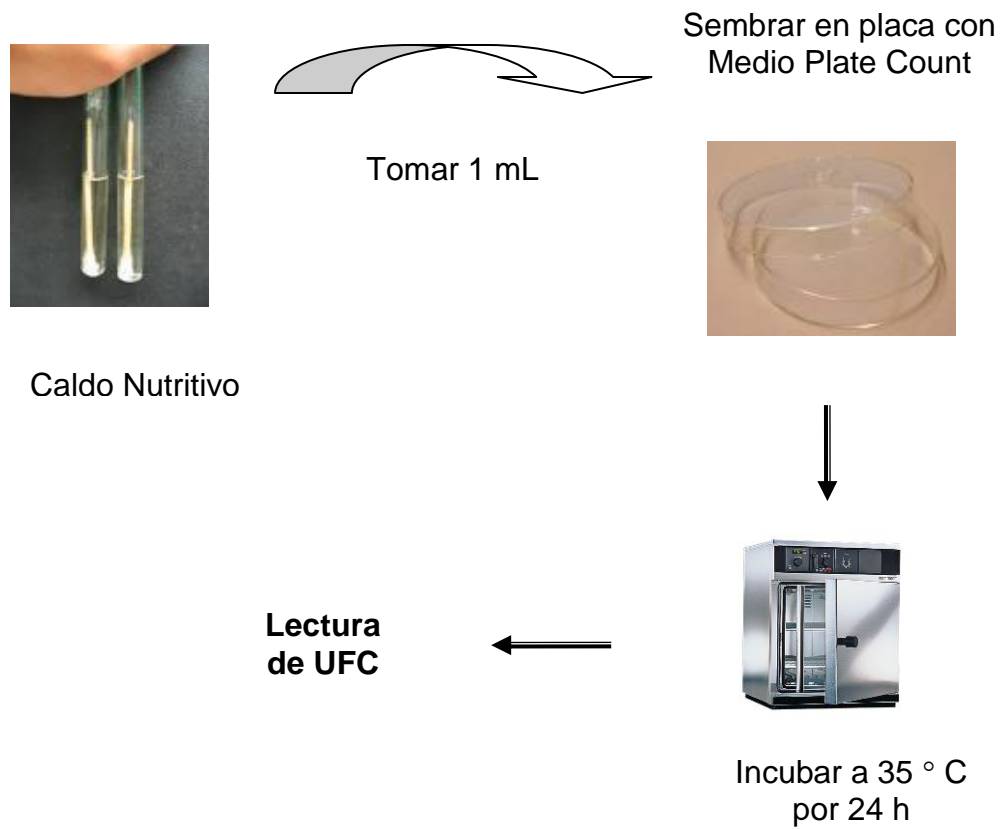 Sembrar en placa con
Medio Plate Count
Tomar 1 mL
Caldo Nutritivo
Lectura
de UFC
Incubar a 35 ° C
por 24 h